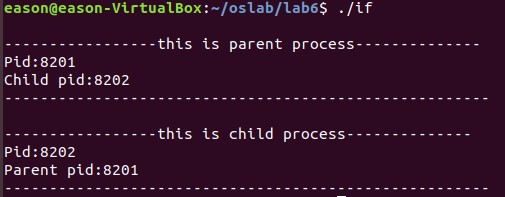 eason@eason-VirtualBox:~/oslab/lab6$ ./if
-----------------this is parent process--------------
Pid:8201
Child pid:8202
------------------------------------------------------
-----------------this is child process--------------
Pid:8202
Parent pid:8201
------------------------------------------------------